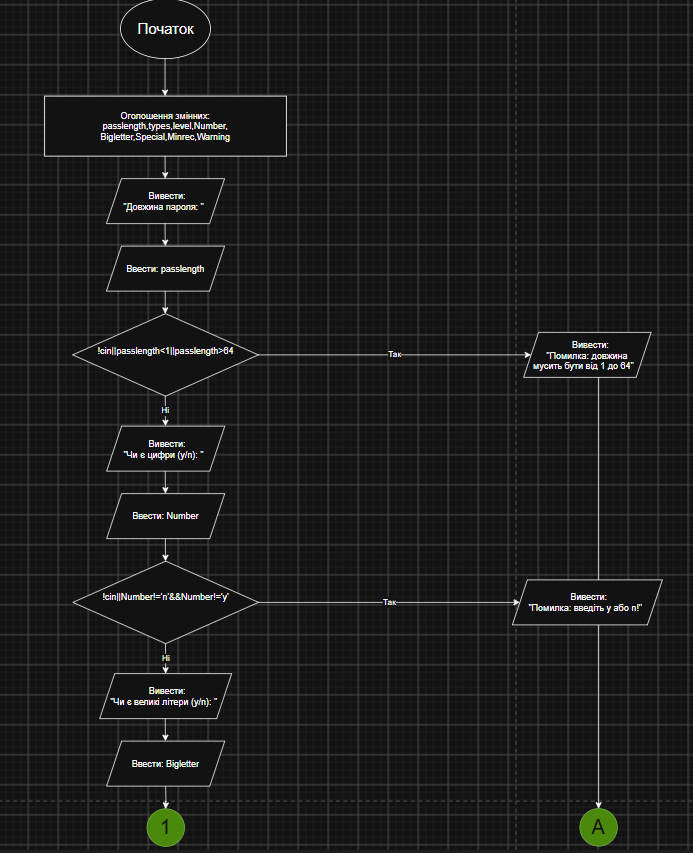 Початок
Оголошення змінних:
passlength,types,level,Number,
Bigletter,Special,Minrec,Warning
Вивести:
"Довжина пароля: "
Ввести: passlength
!cin||passlength<1||passlength>64
Так
Вивести:
"Помилка: довжина
мусить бути від 1 до 64"
Ні
Вивести:
"Чи є цифри (y/n): "
Ввести: Number
!cin||Number!='n'&&Number!='y'
Так
Вивести:
"Помилка: введіть y або n!"
Ні
Вивести:
"Чи є великі літери (y/n): "
Ввести: Bigletter
1
A